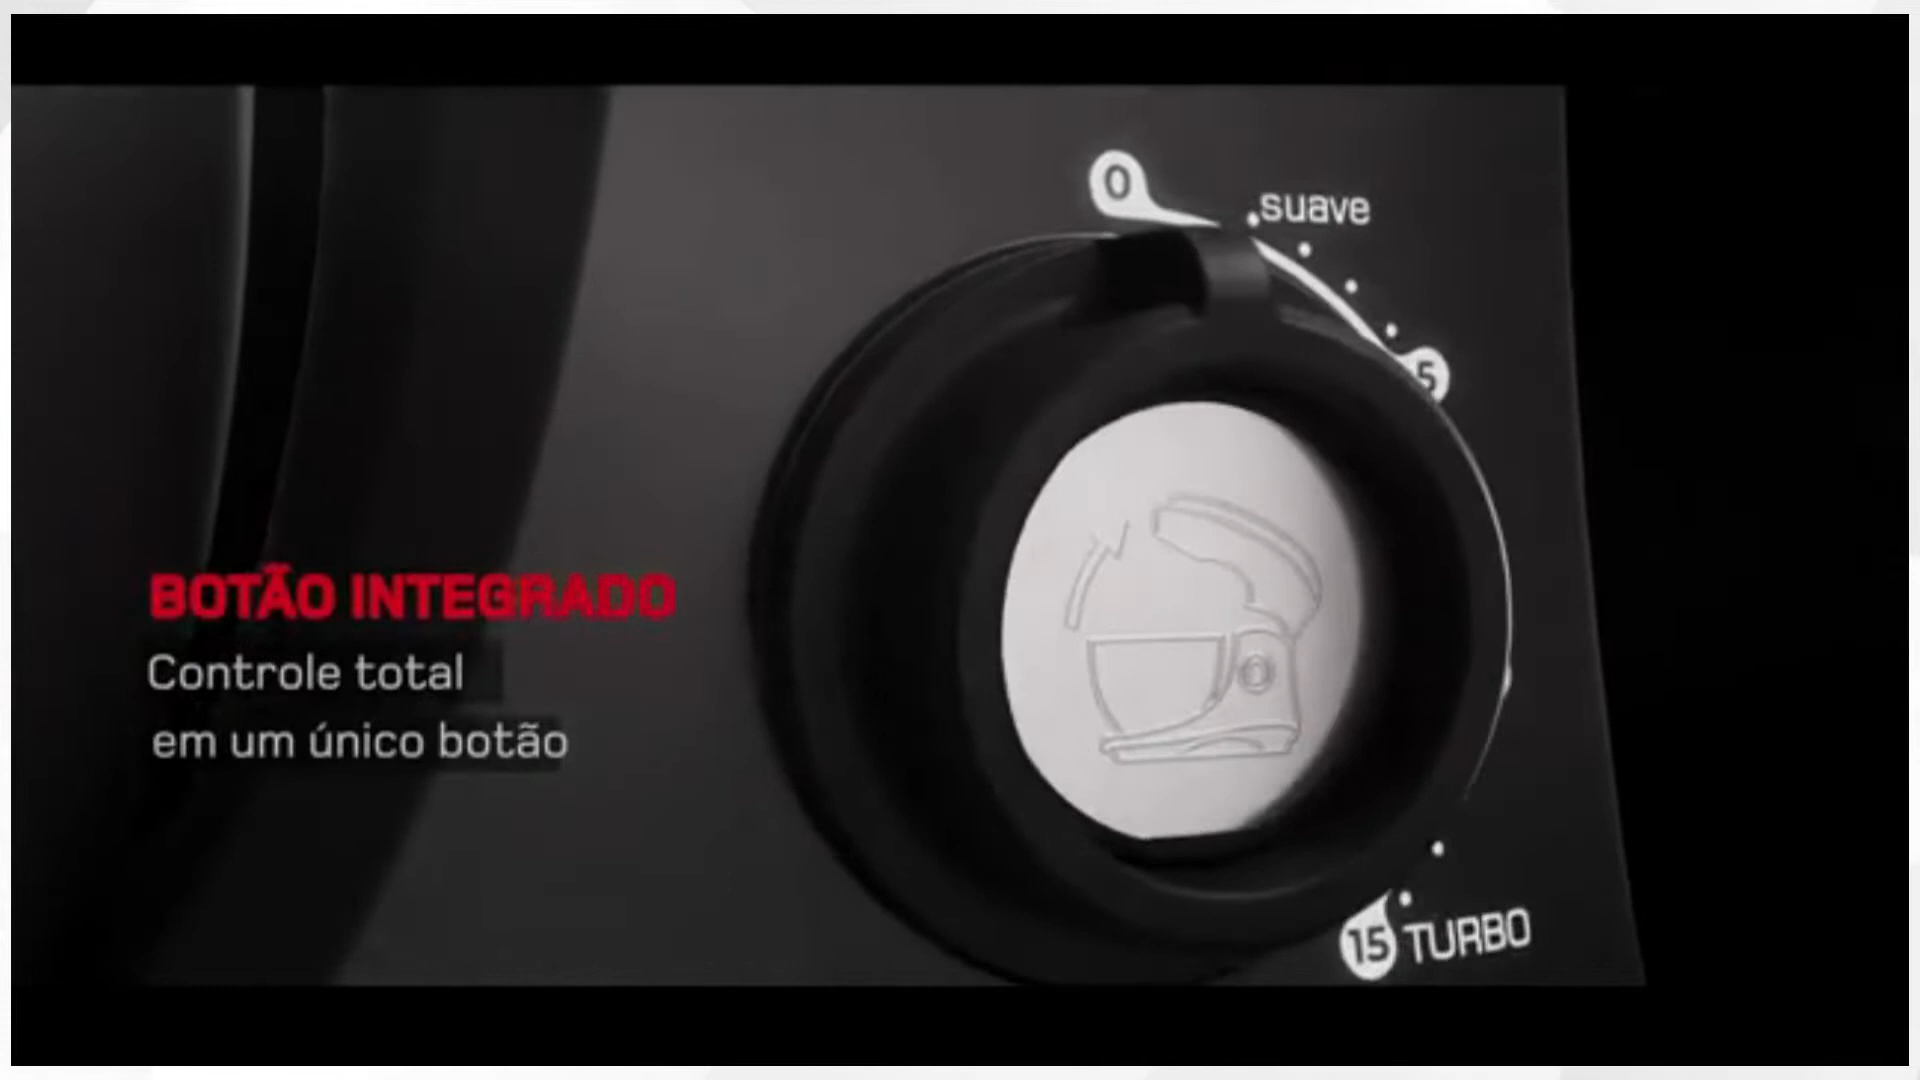 0
suave
5
BOTÃO INTEGRADO
Controle total
em um único botão
15 TURBO